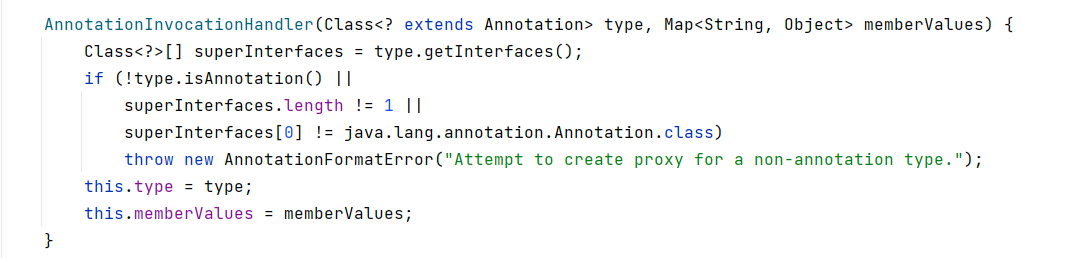 AnnotationInvocationHandler(Class<? extends Annotation> type, Map<String, Object> memberValues) {
    Class<?>[] superInterfaces = type.getInterfaces();
    if (!type.isAnnotation() ||
        superInterfaces.length != 1 ||
        superInterfaces[0] != java.lang.annotation.Annotation.class)
        throw new AnnotationFormatError("Attempt to create proxy for a non-annotation type.");
    this.type = type;
    this.memberValues = memberValues;
}